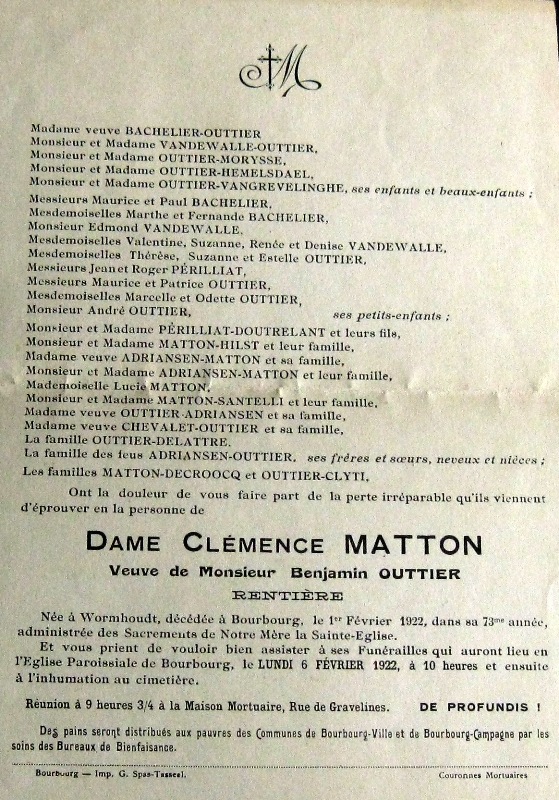 M
Madame veuve BACHELIER-OUTTIER
Monsieur et Madame VANDEWALLE-OUTTIER,
Monsieur et Madame OUTTIER-MORYSSE,
Monsieur et Madame OUTTIER-HEMELSDAEL,
Monsieur et Madame OUTTIER-VANGREVELINGHE, ses enfants et beaux-enfants ;
Messieurs Maurice et Paul BACHELIER,
Mesdemoiselles Marthe et Fernande BACHELIER,
Monsieur Edmond VANDEWALLE,
Mesdemoiselles Valentine, Suzanne, Renée et Denise VANDEWALLE,
Mesdemoiselles Thérèse, Suzanne et Estelle OUTTIER,
Messieurs Jean et Roger PÉRILLIAT,
Messieurs Maurice et Patrice OUTTIER,
Mesdemoiselles Marcelle et Odette OUTTIER,
Monsieur André OUTTIER, ses petits-enfants ;
Monsieur et Madame PÉRILLIAT-DOUTRELANT et leurs fils,
Monsieur et Madame MATTON-HILST et leur famille,
Madame veuve ADRIANSEN-MATTON et sa famille,
Monsieur et Madame ADRIANSEN-MATTON et leur famille,
Mademoiselle Lucie MATTON,
Monsieur et Madame MATTON-SANTELLI et leur famille,
Madame veuve OUTTIER-ADRIANSEN et sa famille,
Madame veuve CHEVALET-OUTTIER et sa famille,
La famille OUTTIER-DELATTRE,
La famille des feus ADRIANSEN-OUTTIER, ses frères et sœurs, neveux et nièces ;
Les familles MATTON-DECROOCQ et OUTTIER-CLYTI,
Ont la douleur de vous faire part de la perte irréparable qu'ils viennent
d'éprouver en la personne de
DAME CLÉMENCE MATTON
Veuve de Monsieur Benjamin OUTTIER
RENTIÈRE
Née à Wormhoudt, décédée à Bourbourg, le 1er Février 1922, dans sa 73me année,
administrée des Sacrements de Notre Mère la Sainte-Eglise.
Et vous prient de vouloir bien assister à ses Funérailles qui auront lieu en
l'Eglise Paroissiale de Bourbourg, le LUNDI 6 FÉVRIER 1922, à 10 heures et ensuite
à l'inhumation au cimetière.
Réunion à 9 heures 3/4 à la Maison Mortuaire, Rue de Gravelines. DE PROFUNDIS !
Des pains seront distribués aux pauvres des Communes de Bourbourg-Ville et de Bourbourg-Campagne par les
soins des Bureaux de Bienfaisance.
Bourbourg — Imp. G. Spas-Tasseel. Couronnes Mortuaires